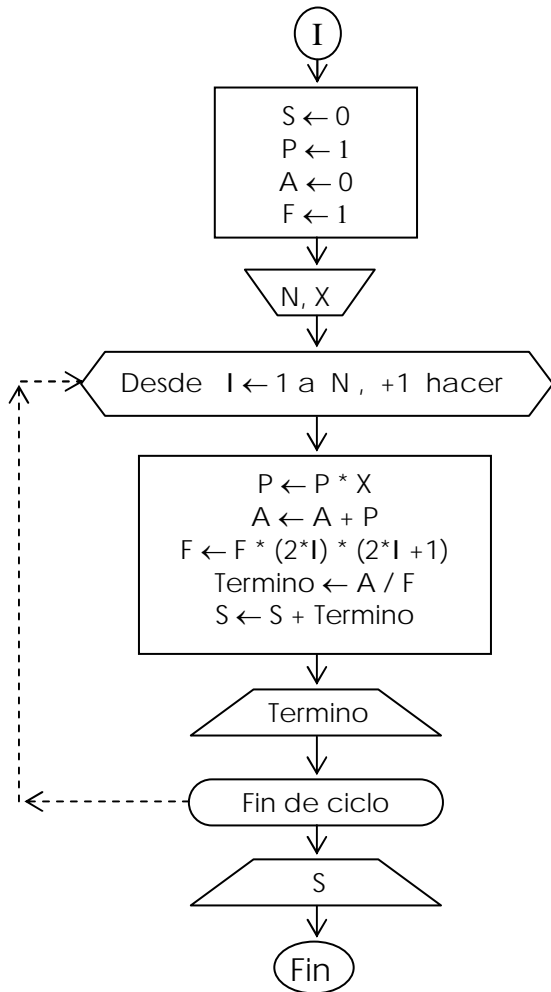 I
S ← 0
P ← 1
A ← 0
F ← 1
N, X
Desde I ← 1 a N , +1 hacer
P ← P * X
A ← A + P
F ← F * (2*I) * (2*I +1)
Termino ← A / F
S ← S + Termino
Termino
Fin de ciclo
S
Fin